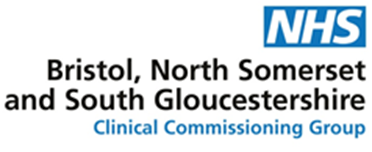 NHS
Bristol, North Somerset
and South Gloucestershire
Clinical Commissioning Group